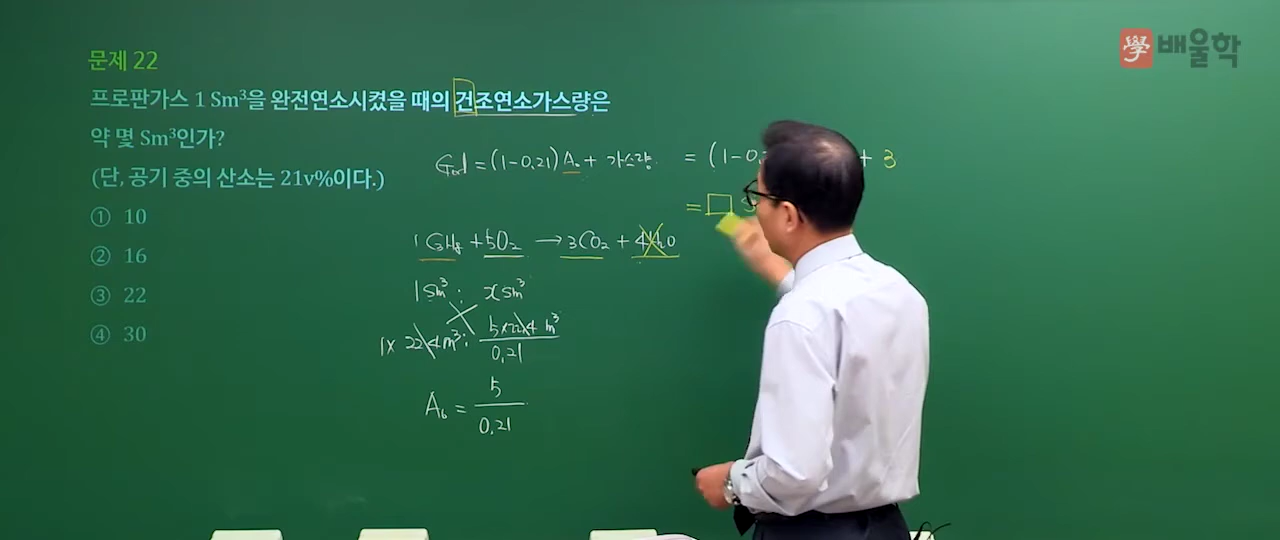 學 배울학
문제 22
프로판가스 1 Sm³을 완전연소시켰을 때의 건조연소가스량은
약 몇 Sm³인가?
(단, 공기 중의 산소는 21v%이다.)
① 10
② 16
③ 22
④ 30
God = (1-0,21) A₀ + 가스량 = (1-0, + 3
= □ S
1 C₃H₈ + 5O₂ → 3CO₂ + 4H₂O
1Sm³ : xSm³
1x 22,4m³ : 5x22,4 m³
0,21
A₀ = 5
0,21